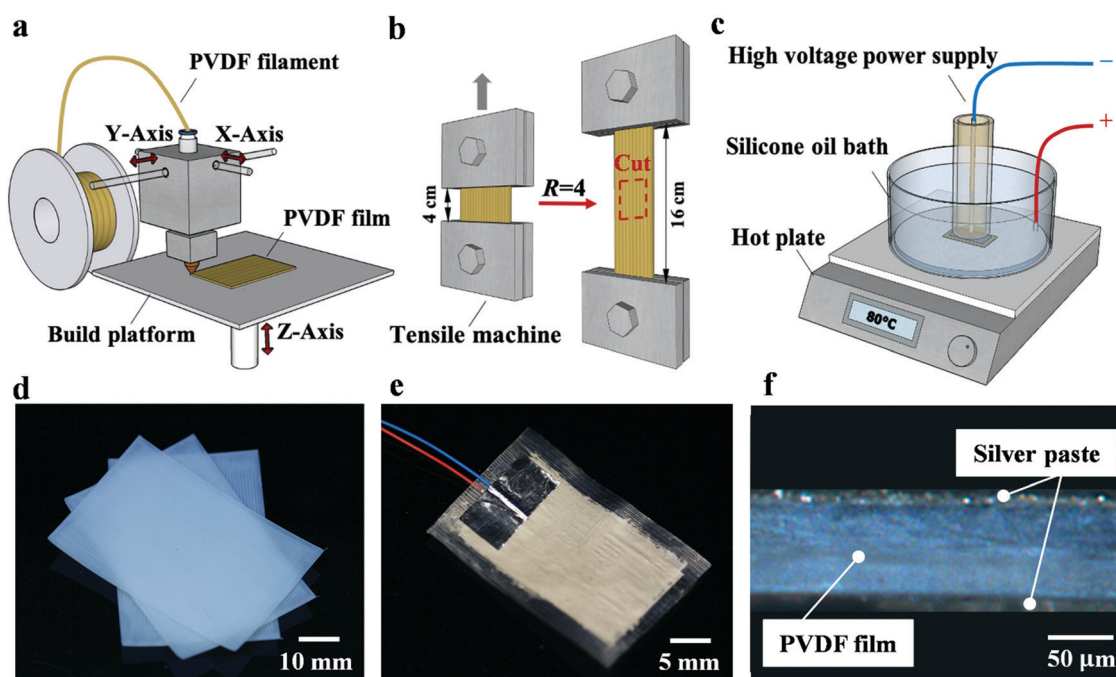 a
PVDF filament
Y-Axis
X-Axis
PVDF film
Build platform
Z-Axis
b
4 cm
R=4
Cut
16 cm
Tensile machine
c
High voltage power supply
−
+
Silicone oil bath
Hot plate
80°C
d
10 mm
e
5 mm
f
Silver paste
PVDF film
50 μm